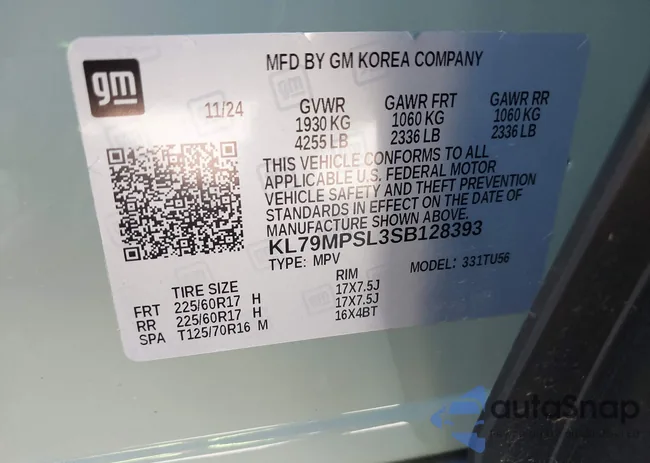 MFD BY GM KOREA COMPANY
gm
11/24
GVWR GAWR FRT GAWR RR
1930 KG 1060 KG 1060 KG
4255 LB 2336 LB 2336 LB
THIS VEHICLE CONFORMS TO ALL
APPLICABLE U.S. FEDERAL MOTOR
VEHICLE SAFETY AND THEFT PREVENTION
STANDARDS IN EFFECT ON THE DATE OF
MANUFACTURE SHOWN ABOVE.
KL79MPSL3SB128393
TYPE: MPV MODEL: 331TU56
TIRE SIZE RIM
FRT 225/60R17 H 17X7.5J
RR 225/60R17 H 17X7.5J
SPA T125/70R16 M 16X4BT
autoSnap